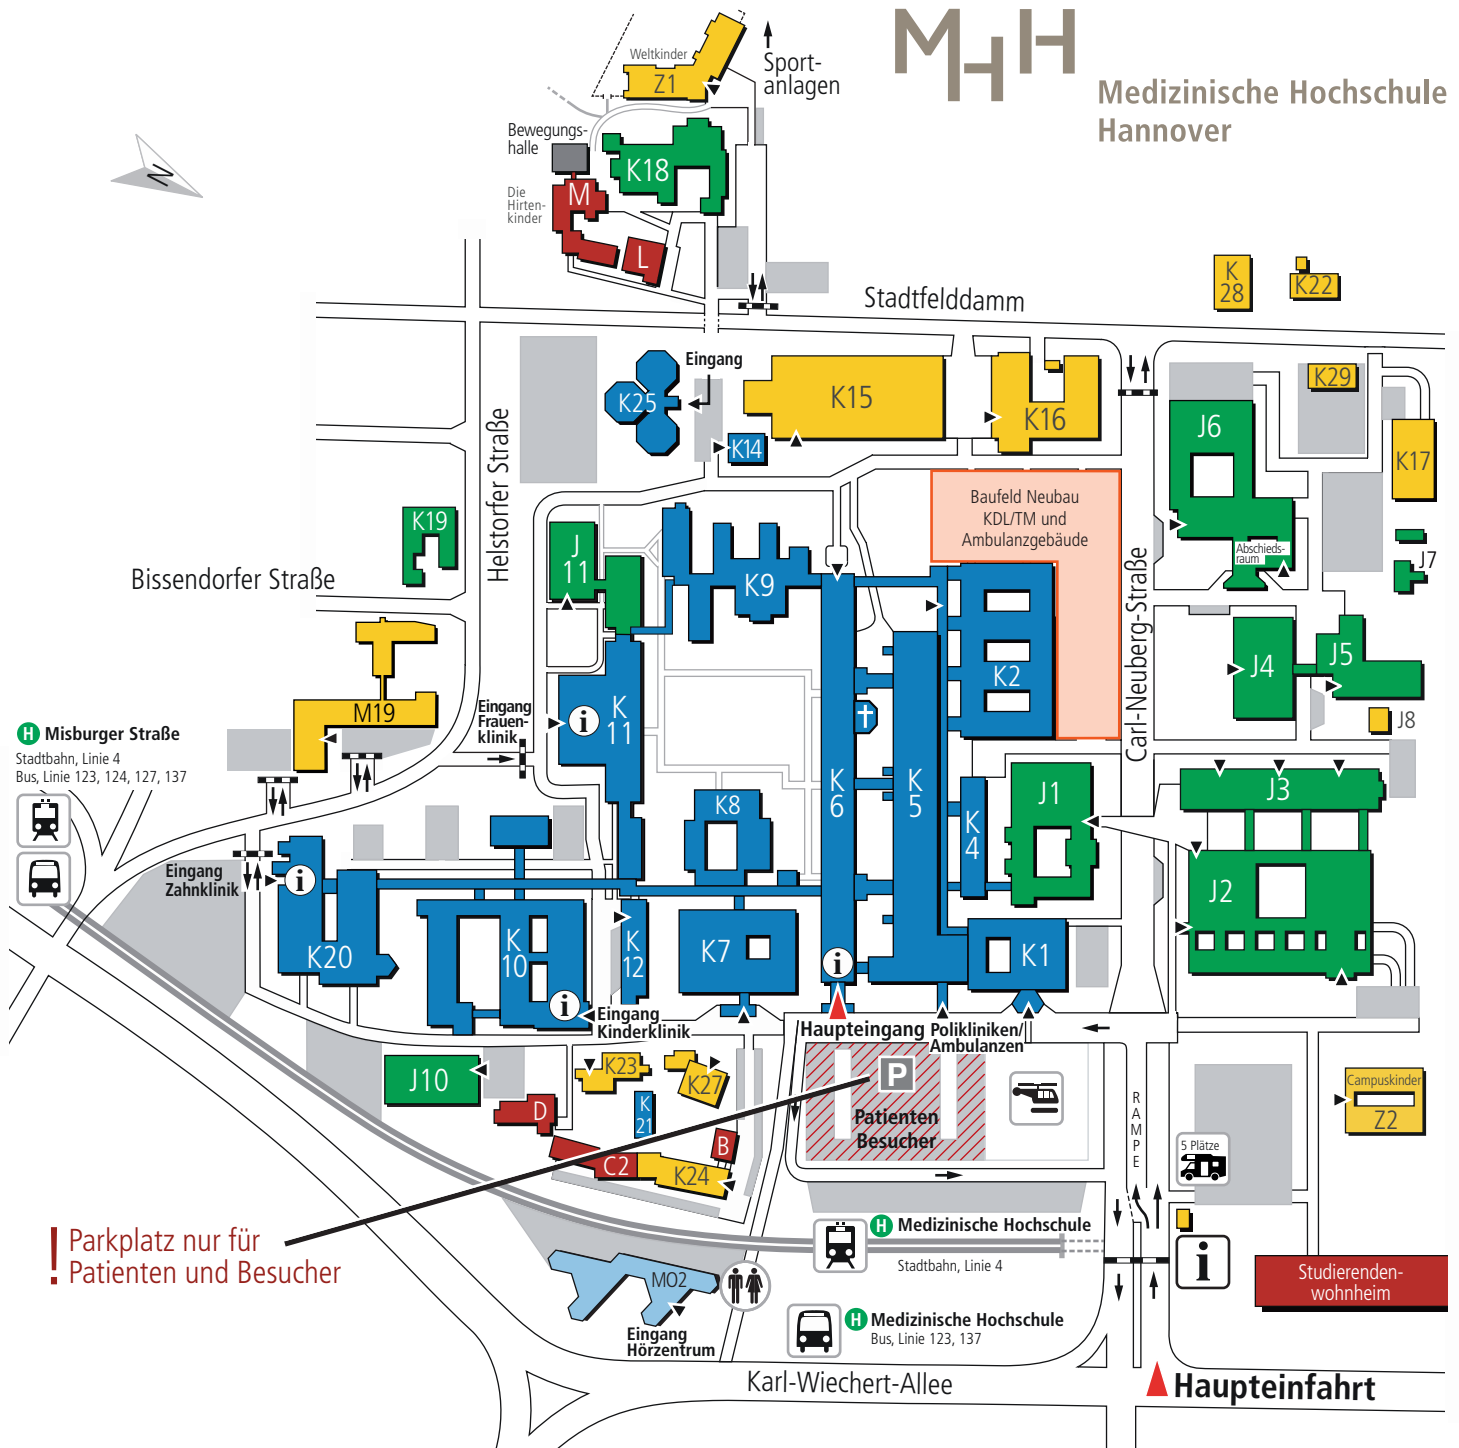 MHH
Medizinische Hochschule
Hannover
Weltkinder
Z1
Sport-
anlagen
Bewegungs-
halle
K18
N
M
Die
Hirten-
kinder
L
K
28
K22
Stadtfelddamm
Eingang
K25
K14
K15
K16
K29
J6
K17
Helstorfer Straße
Baufeld Neubau
KDL/TM und
Ambulanzgebäude
K19
J
11
Bissendorfer Straße
Abschieds-
raum
J7
K9
Carl-Neuberg-Straße
K2
J4
J5
M19
Eingang
Frauen-
klinik
i
K
11
J8
H Misburger Straße
Stadtbahn, Linie 4
Bus, Linie 123, 124, 127, 137
K
6
K
5
K8
K
4
J1
J3
Eingang
Zahnklinik
i
J2
K20
K
10
K
12
K7
i
K1
i
Eingang
Kinderklinik
Haupteingang
Polikliniken/
Ambulanzen
J10
K23
K27
P
Patienten
Besucher
RAMPE
Campuskinder
Z2
D
K
21
B
C2
K24
5 Plätze
! Parkplatz nur für
Patienten und Besucher
H Medizinische Hochschule
Stadtbahn, Linie 4
i
MO2
Studierenden-
wohnheim
Eingang
Hörzentrum
H Medizinische Hochschule
Bus, Linie 123, 137
Karl-Wiechert-Allee
Haupteinfahrt